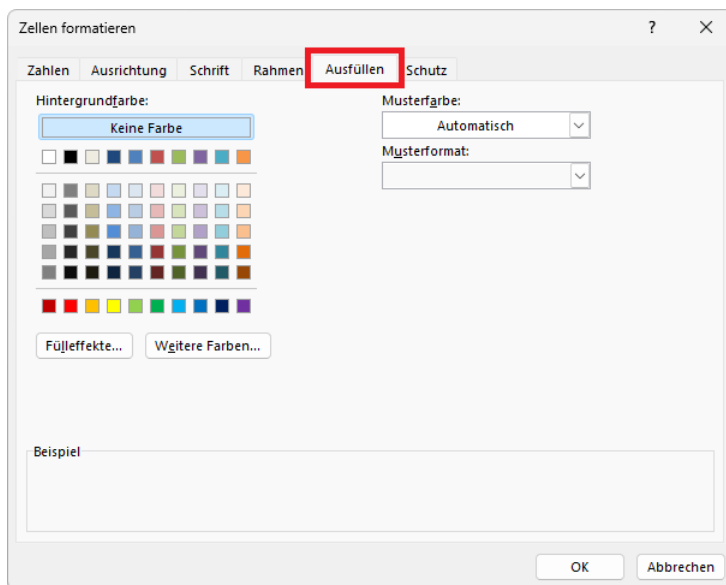 Zellen formatieren ? ×
Zahlen Ausrichtung Schrift Rahmen Ausfüllen Schutz
Hintergrundfarbe:
Keine Farbe
Musterfarbe:
Automatisch
Musterformat:
Fülleffekte... Weitere Farben...
Beispiel
OK Abbrechen